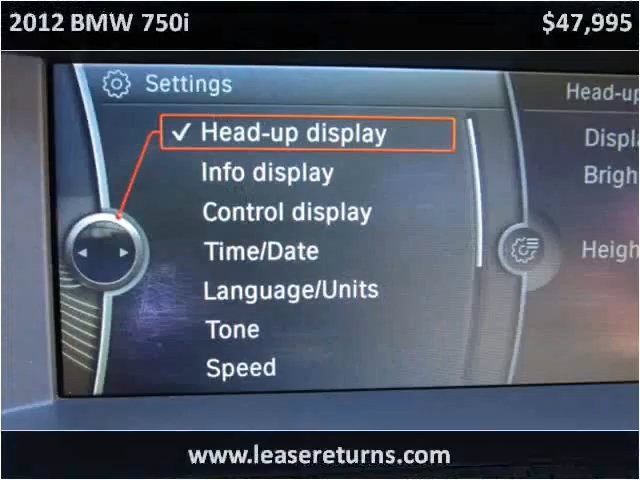 2012 BMW 750i
$47,995
Settings
✓ Head-up display
Info display
Control display
Time/Date
Language/Units
Tone
Speed
Head-up
Displ
Brigh
Heigh
www.leasereturns.com